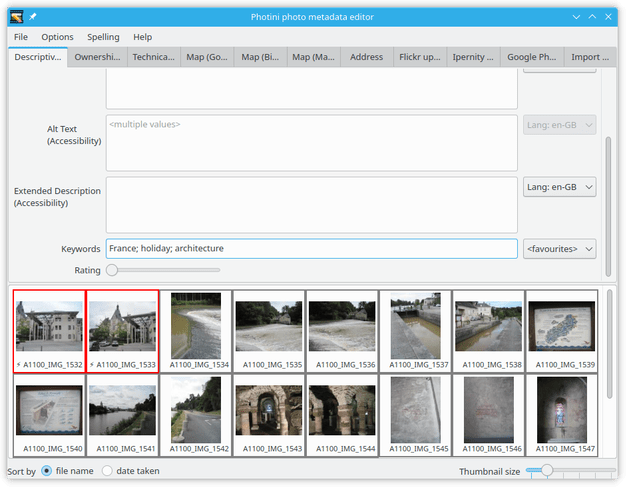 Photini photo metadata editor
File Options Spelling Help
Descriptiv... Ownershi... Technica... Map (Go... Map (Bi... Map (Ma... Address Flickr up... Ipernity ... Google Ph... Import ...
Alt Text
(Accessibility)
<multiple values>
Lang: en-GB
Extended Description
(Accessibility)
Lang: en-GB
Keywords
France; holiday; architecture
<favourites>
Rating
⚡ A1100_IMG_1532 ⚡ A1100_IMG_1533 A1100_IMG_1534 A1100_IMG_1535 A1100_IMG_1536 A1100_IMG_1537 A1100_IMG_1538 A1100_IMG_1539
A1100_IMG_1540 A1100_IMG_1541 A1100_IMG_1542 A1100_IMG_1543 A1100_IMG_1544 A1100_IMG_1545 A1100_IMG_1546 A1100_IMG_1547
Sort by file name date taken Thumbnail size